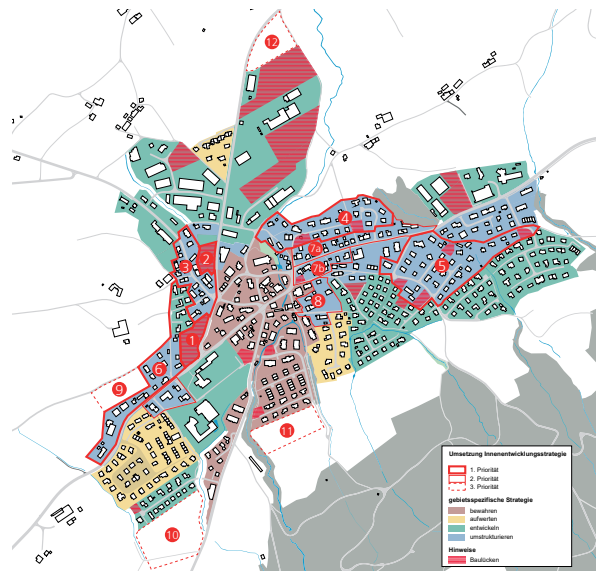 12
4
7a
3
2
7b
5
8
1
6
9
11
10
Umsetzung Innenentwicklungsstrategie
1. Priorität
2. Priorität
3. Priorität
gebietsspezifische Strategie
bewahren
aufwerten
entwickeln
umstrukturieren
Hinweise
Baulücken